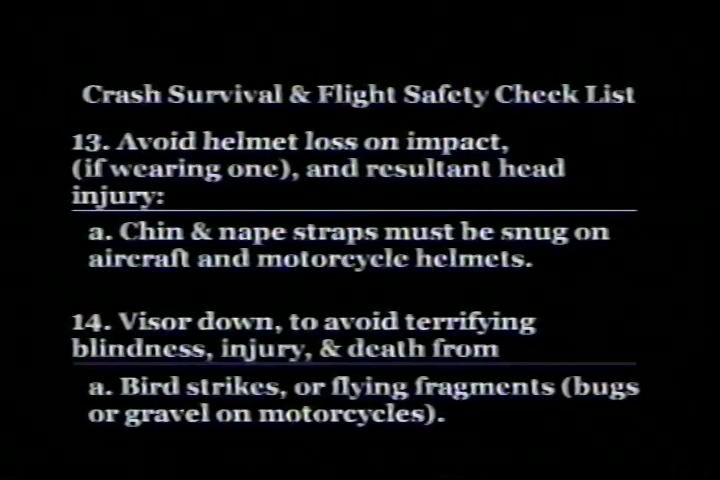 Crash Survival & Flight Safety Check List
13. Avoid helmet loss on impact,
(if wearing one), and resultant head
injury:
a. Chin & nape straps must be snug on
aircraft and motorcycle helmets.
14. Visor down, to avoid terrifying
blindness, injury, & death from
a. Bird strikes, or flying fragments (bugs
or gravel on motorcycles).